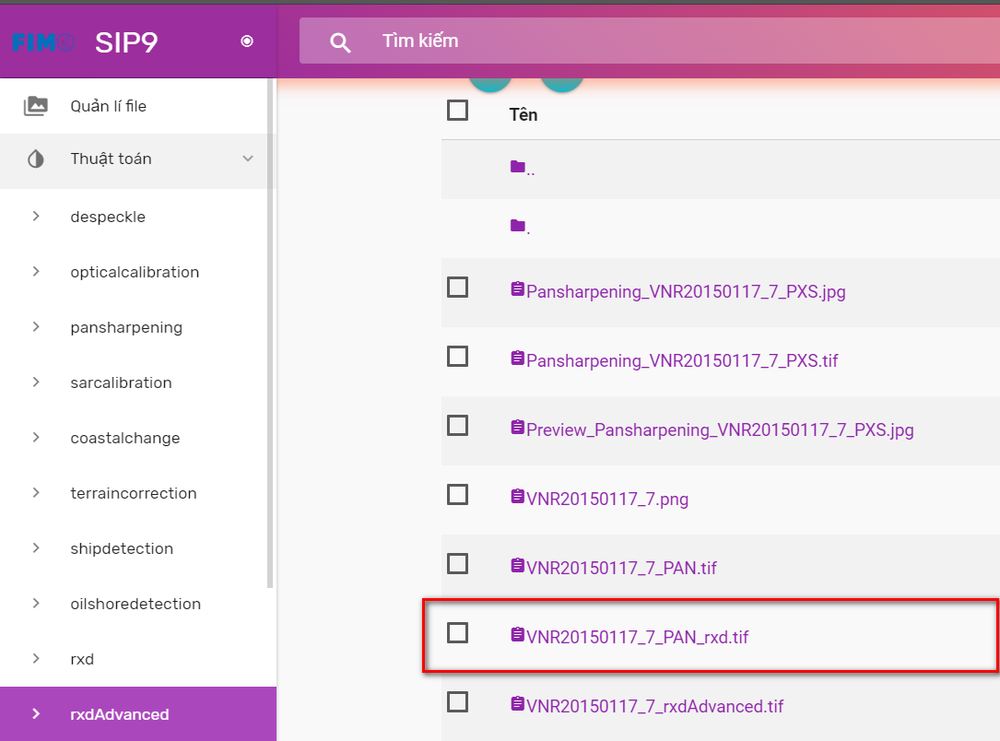 FIMO
SIP9
Tìm kiếm
Quản lí file
Thuật toán
despeckle
opticalcalibration
pansharpening
sarcalibration
coastalchange
terraincorrection
shipdetection
oilshoredetection
rxd
rxdAdvanced
Tên
..
.
Pansharpening_VNR20150117_7_PXS.jpg
Pansharpening_VNR20150117_7_PXS.tif
Preview_Pansharpening_VNR20150117_7_PXS.jpg
VNR20150117_7.png
VNR20150117_7_PAN.tif
VNR20150117_7_PAN_rxd.tif
VNR20150117_7_rxdAdvanced.tif